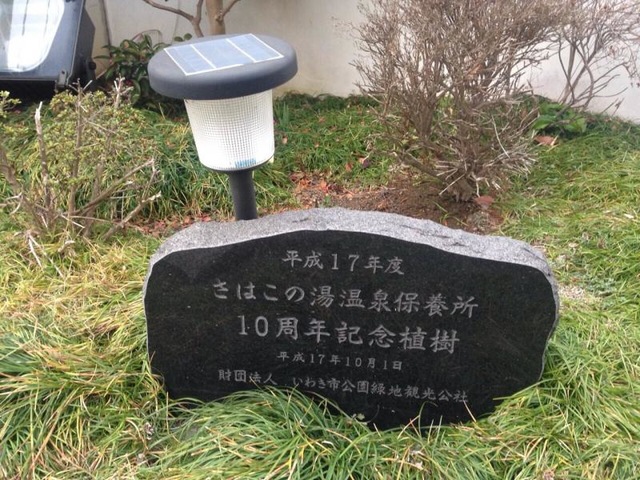 平成17年度
さはこの湯温泉保養所
10周年記念植樹
平成17年10月1日
財団法人 いわき市公園緑地観光公社